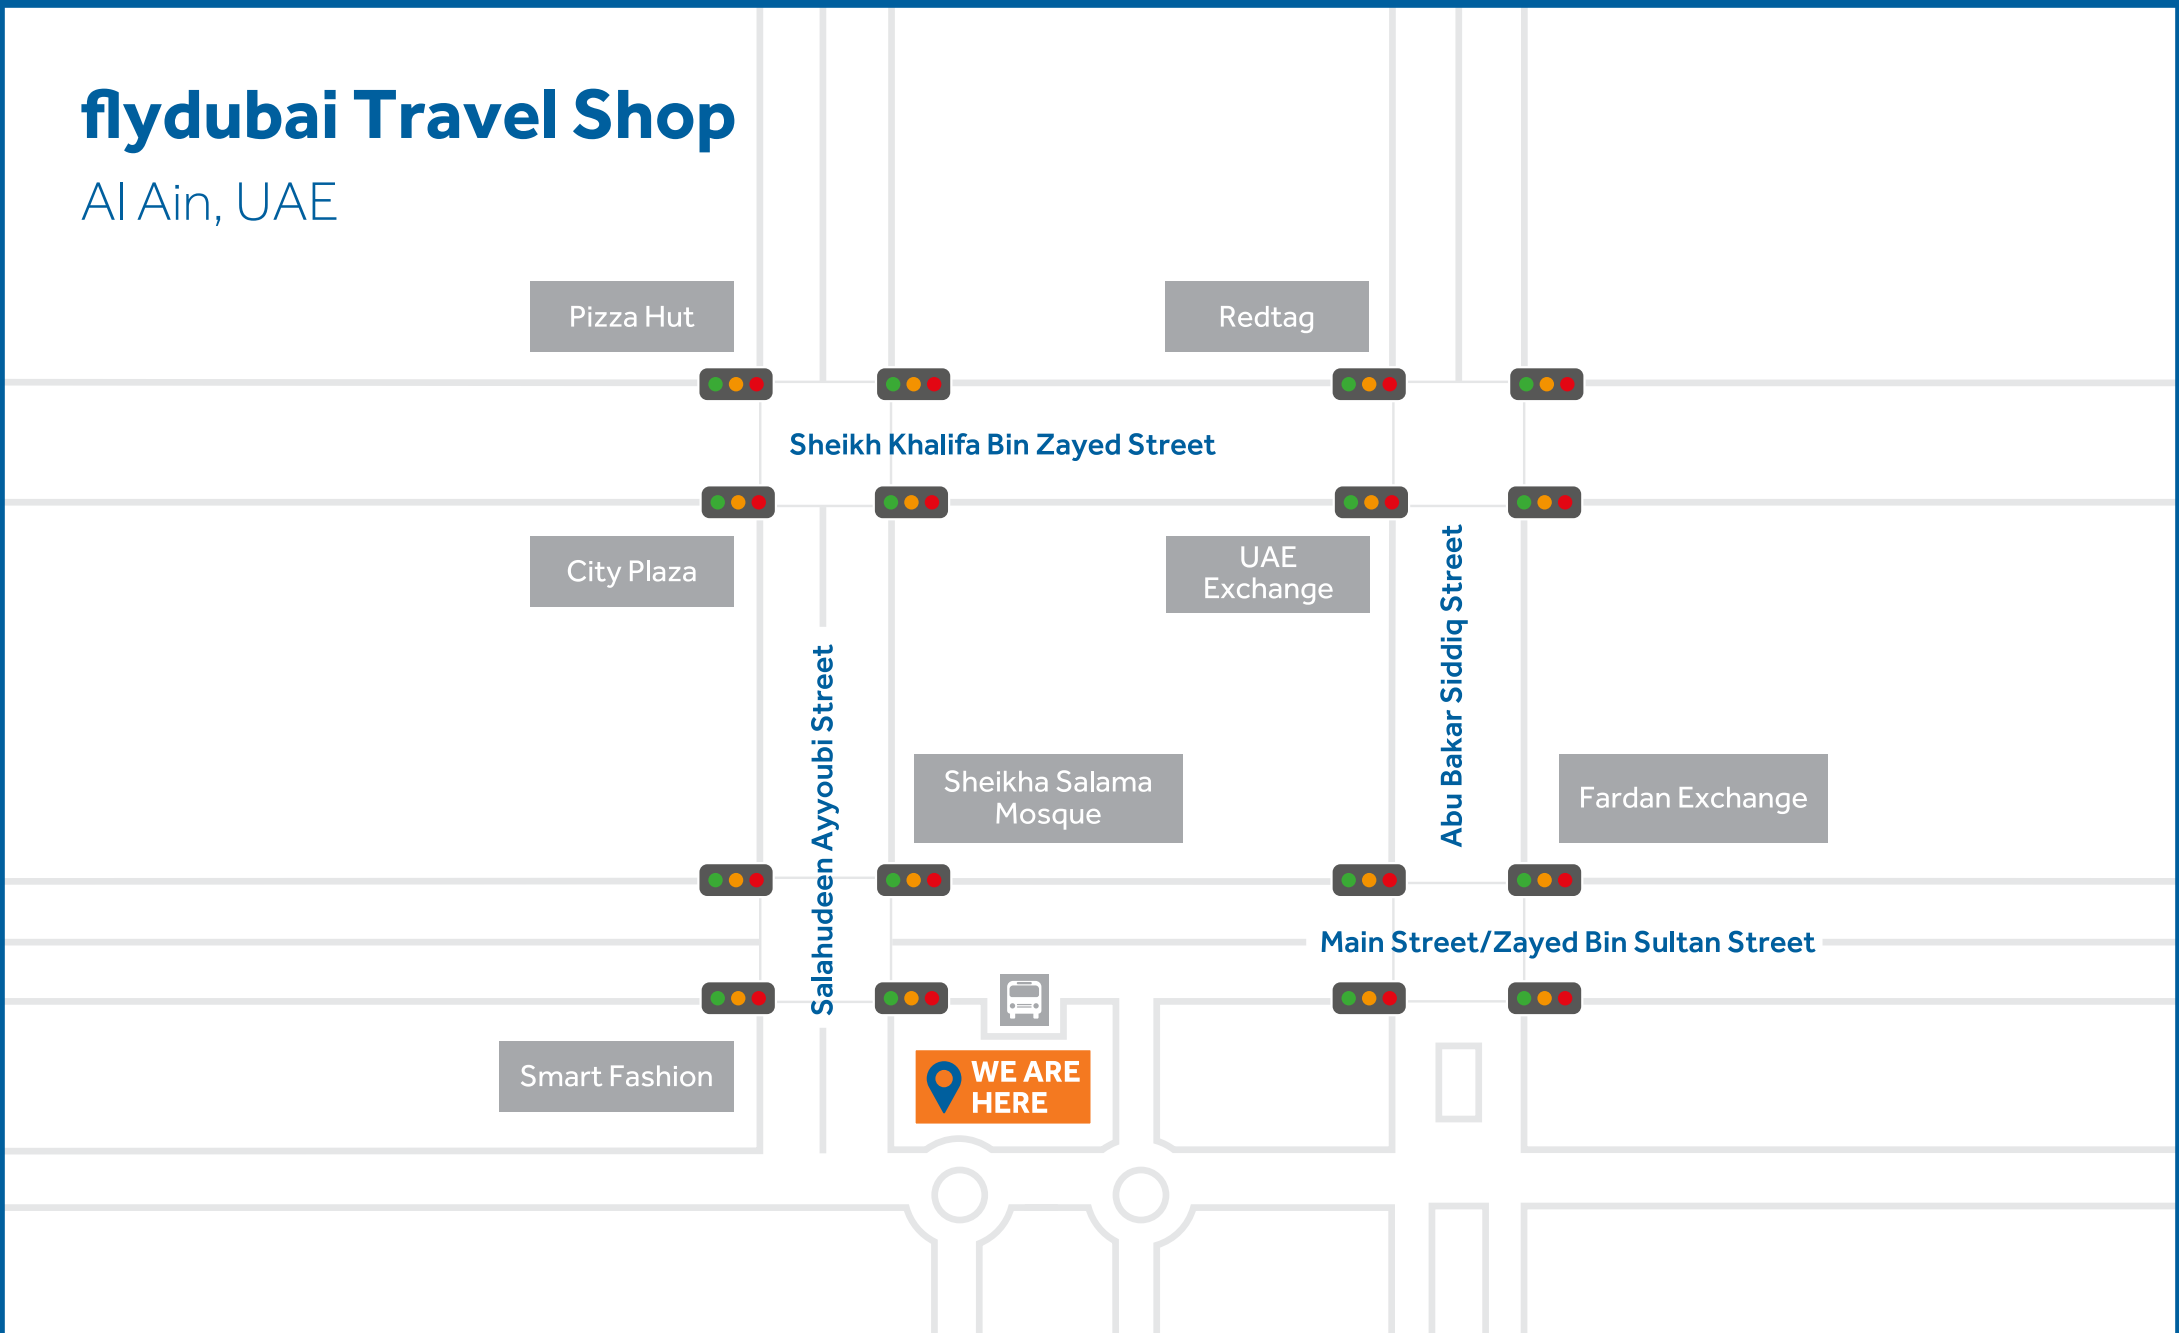 flydubai Travel Shop
Al Ain, UAE
Pizza Hut
Redtag
Sheikh Khalifa Bin Zayed Street
City Plaza
UAE
Exchange
Abu Bakar Siddiq Street
Salahudeen Ayyoubi Street
Sheikha Salama
Mosque
Fardan Exchange
Main Street/Zayed Bin Sultan Street
Smart Fashion
WE ARE
HERE